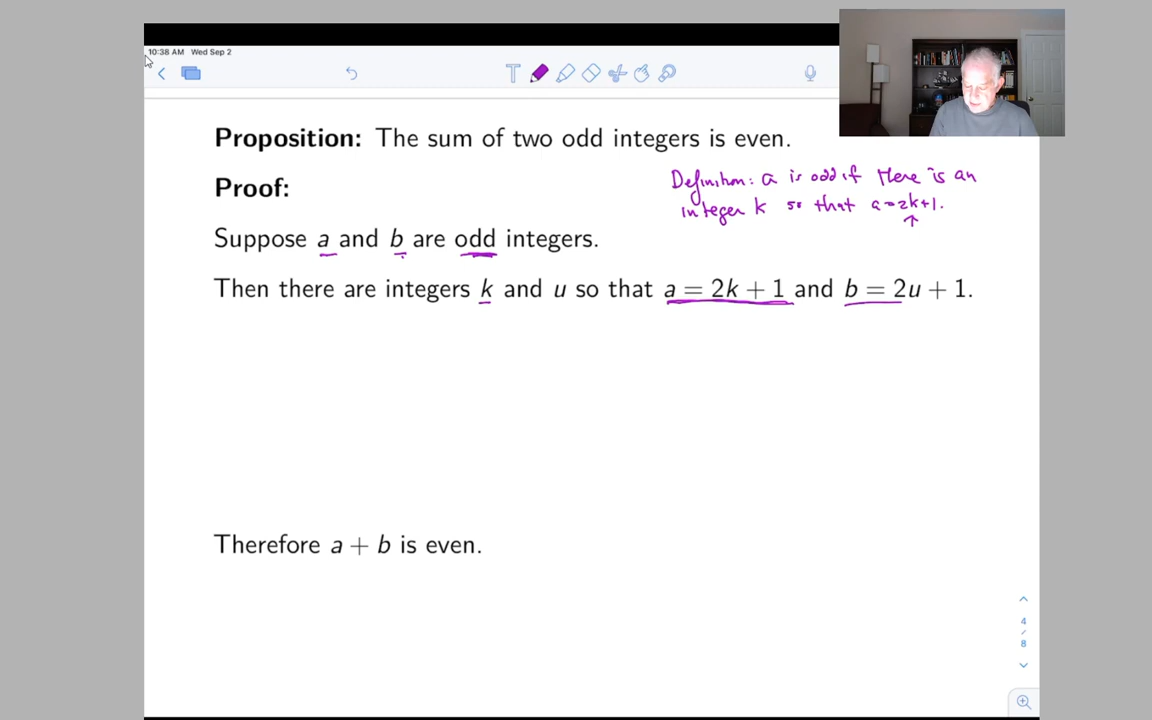 10:38 AM Wed Sep 2
Proposition: The sum of two odd integers is even.
Definition: a is odd if there is an
Proof:
integer k so that a=2k+1.
Suppose a and b are odd integers.
Then there are integers k and u so that a = 2k + 1 and b = 2u + 1.
Therefore a + b is even.
4
/
8